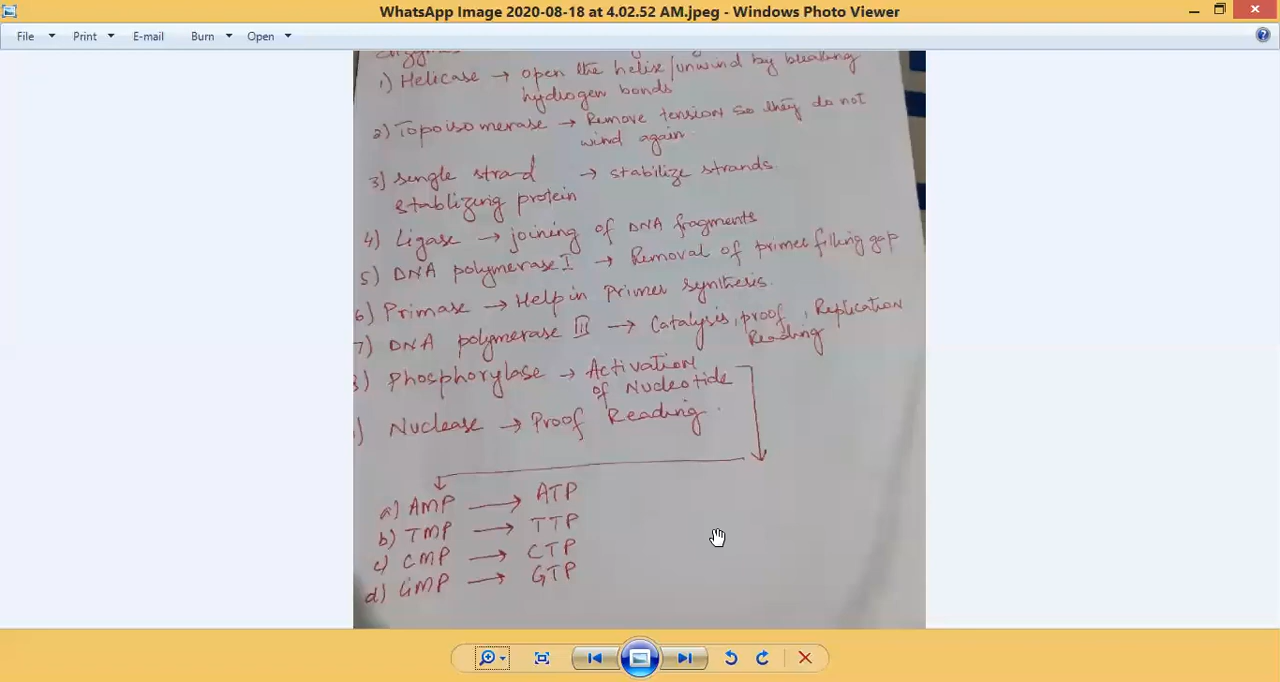 WhatsApp Image 2020-08-18 at 4.02.52 AM.jpeg - Windows Photo Viewer
File Print E-mail Burn Open
1) Helicase → open the helix/unwind by breaking
hydrogen bonds
2) Topoisomerase → Remove tension so they do not
wind again.
3) single strand → stabilize strands.
stablizing protein
4) Ligase → joining of DNA fragments
5) DNA polymerase I → Removal of primer filling gap
6) Primase → Help in Primer synthesis.
7) DNA polymerase III → Catalysis, proof, Replication
Reading
8) Phosphorylase → Activation
of Nucleotide
) Nuclease → Proof Reading.
a) AMP → ATP
b) TMP → TTP
c) CMP → CTP
d) GMP → GTP